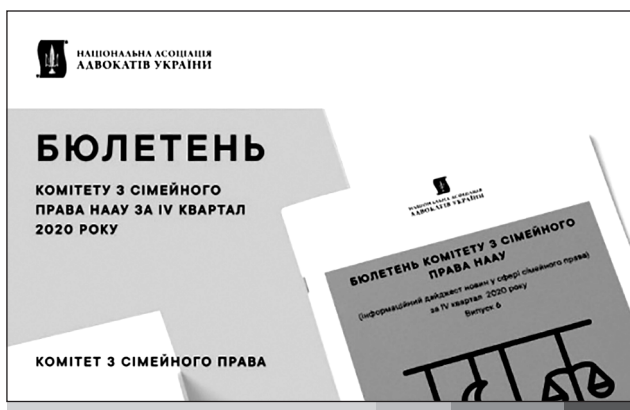 НАЦІОНАЛЬНА АСОЦІАЦІЯ
АДВОКАТІВ УКРАЇНИ
БЮЛЕТЕНЬ
КОМІТЕТУ З СІМЕЙНОГО
ПРАВА НААУ ЗА IV КВАРТАЛ
2020 РОКУ
КОМІТЕТ З СІМЕЙНОГО ПРАВА
НАЦІОНАЛЬНА АСОЦІАЦІЯ
АДВОКАТІВ УКРАЇНИ
БЮЛЕТЕНЬ КОМІТЕТУ З СІМЕЙНОГО
ПРАВА НААУ
(інформаційний дайджест новин у сфері сімейного права)
за IV квартал 2020 року
Випуск 6